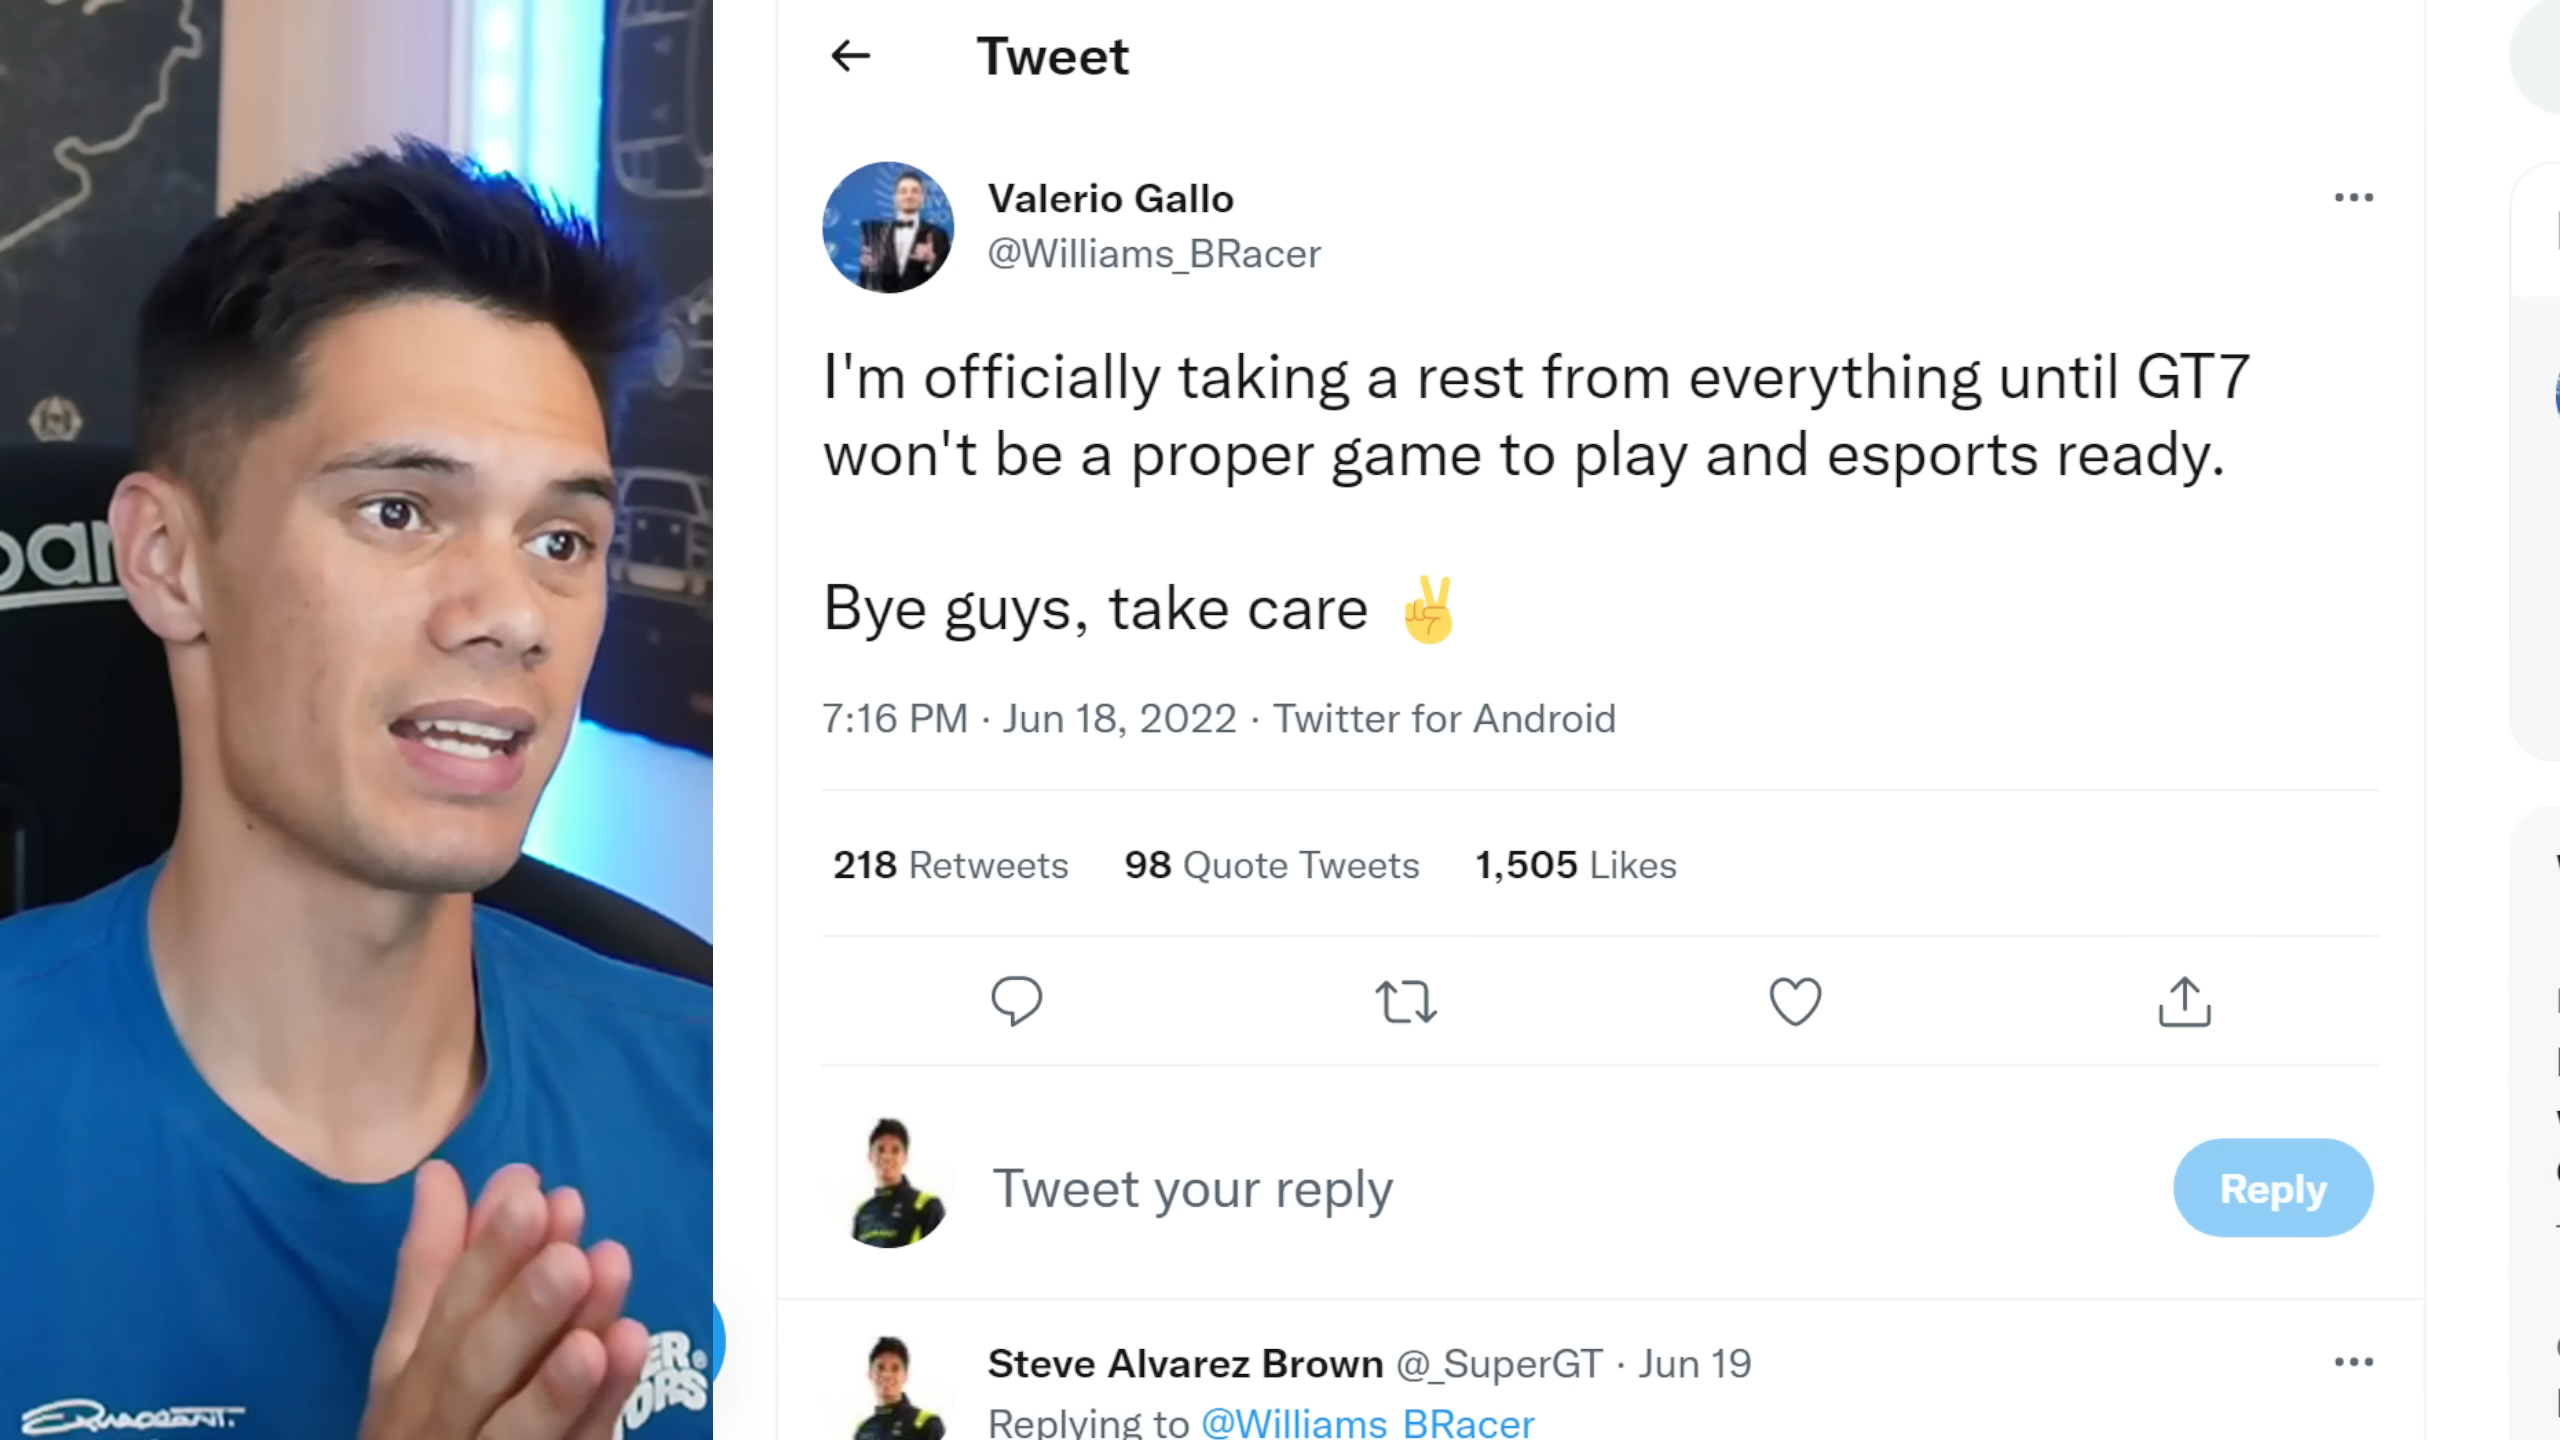 Tweet
Valerio Gallo
@Williams_BRacer
I'm officially taking a rest from everything until GT7
won't be a proper game to play and esports ready.
Bye guys, take care ✌
7:16 PM · Jun 18, 2022 · Twitter for Android
218 Retweets 98 Quote Tweets 1,505 Likes
Tweet your reply
Reply
Steve Alvarez Brown @_SuperGT · Jun 19
Replying to @Williams_BRacer
QUADRANT.